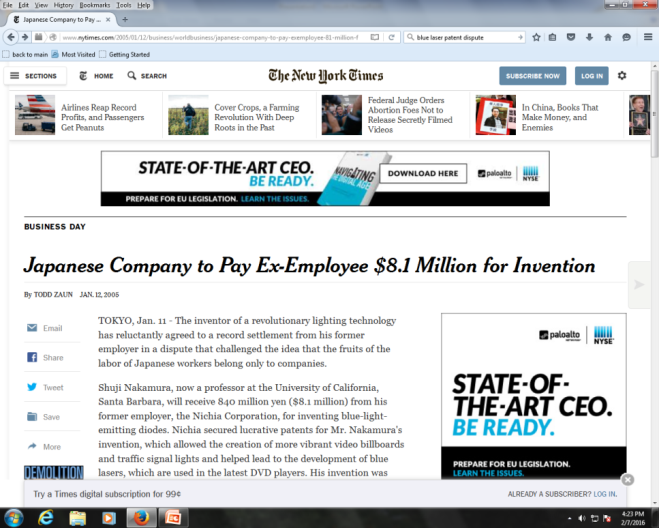 File Edit View History Bookmarks Tools Help
Japanese Company to Pay ...
www.nytimes.com/2005/01/12/business/worldbusiness/japanese-company-to-pay-exemployee-81-million-f
blue laser patent dispute
back to main Most Visited Getting Started
SECTIONS HOME SEARCH
The New York Times
SUBSCRIBE NOW LOG IN
Airlines Reap Record
Profits, and Passengers
Get Peanuts
Cover Crops, a Farming
Revolution With Deep
Roots in the Past
Federal Judge Orders
Abortion Foes Not to
Release Secretly Filmed
Videos
In China, Books That
Make Money, and
Enemies
STATE-OF-THE-ART CEO.
BE READY.
PREPARE FOR EU LEGISLATION. LEARN THE ISSUES.
NAVIGATING
THE DIGITAL AGE
DOWNLOAD HERE
paloalto
NYSE
BUSINESS DAY
Japanese Company to Pay Ex-Employee $8.1 Million for Invention
By TODD ZAUN JAN. 12, 2005
Email
Share
Tweet
Save
More
DEMOLITION
TOKYO, Jan. 11 - The inventor of a revolutionary lighting technology
has reluctantly agreed to a record settlement from his former
employer in a dispute that challenged the idea that the fruits of the
labor of Japanese workers belong only to companies.
Shuji Nakamura, now a professor at the University of California,
Santa Barbara, will receive 840 million yen ($8.1 million) from his
former employer, the Nichia Corporation, for inventing blue-light-
emitting diodes. Nichia secured lucrative patents for Mr. Nakamura's
invention, which allowed the creation of more vibrant video billboards
and traffic signal lights and helped lead to the development of blue
lasers, which are used in the latest DVD players. His invention was
paloalto
NYSE
STATE-OF-
THE-ART CEO.
BE READY.
PREPARE FOR EU LEGISLATION.
LEARN THE ISSUES.
Try a Times digital subscription for 99¢
ALREADY A SUBSCRIBER? LOG IN.
4:23 PM
2/7/2016